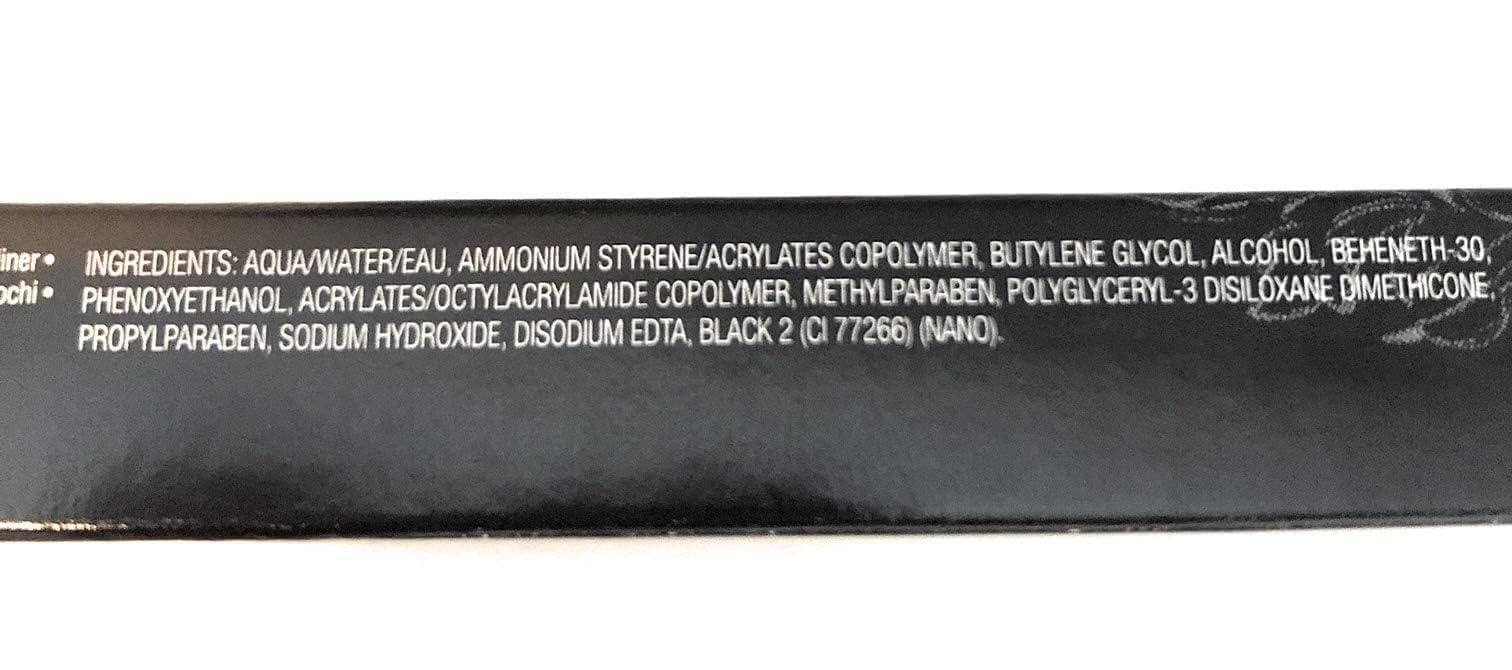 iner • INGREDIENTS: AQUA/WATER/EAU, AMMONIUM STYRENE/ACRYLATES COPOLYMER, BUTYLENE GLYCOL, ALCOHOL, BEHENETH-30,
ochi • PHENOXYETHANOL, ACRYLATES/OCTYLACRYLAMIDE COPOLYMER, METHYLPARABEN, POLYGLYCERYL-3 DISILOXANE DIMETHICONE,
PROPYLPARABEN, SODIUM HYDROXIDE, DISODIUM EDTA, BLACK 2 (CI 77266) (NANO).